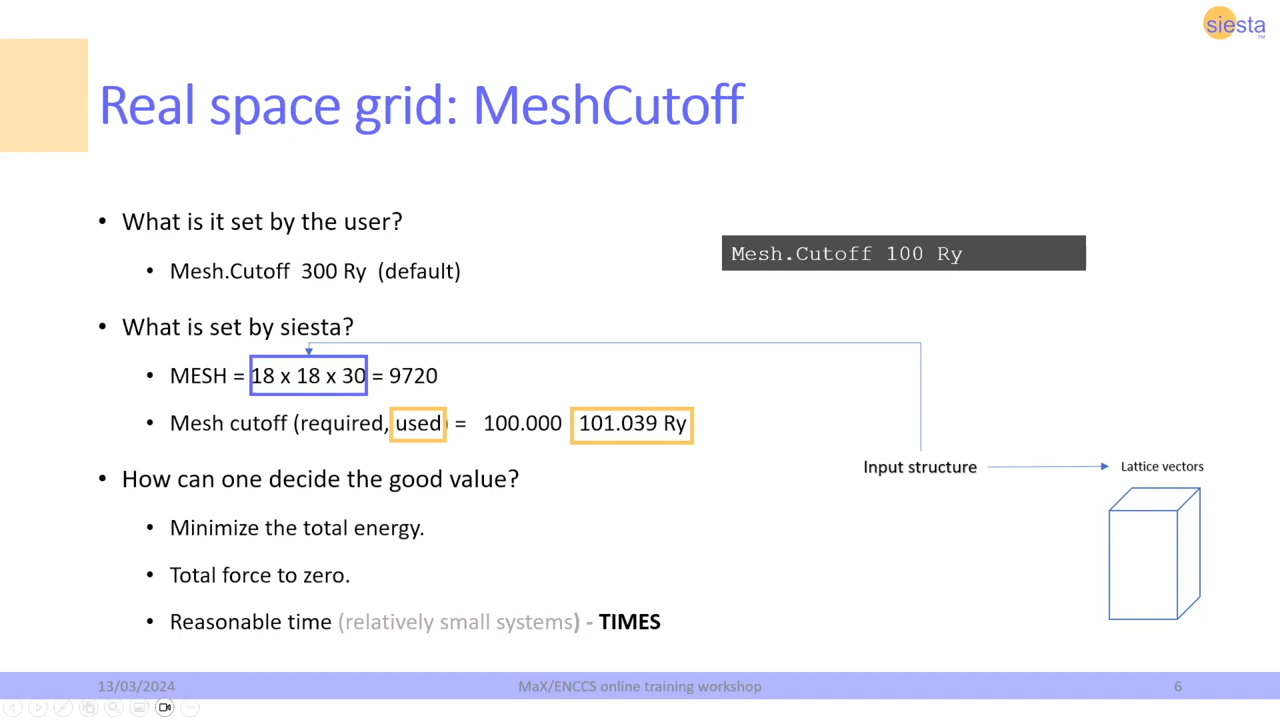 siesta
TM
Real space grid: MeshCutoff
• What is it set by the user?
• Mesh.Cutoff 300 Ry (default)
Mesh.Cutoff 100 Ry
• What is set by siesta?
• MESH = 18 x 18 x 30 = 9720
• Mesh cutoff (required, used) = 100.000 101.039 Ry
Input structure
Lattice vectors
• How can one decide the good value?
• Minimize the total energy.
• Total force to zero.
• Reasonable time (relatively small systems) - TIMES
13/03/2024
MaX/ENCCS online training workshop
6